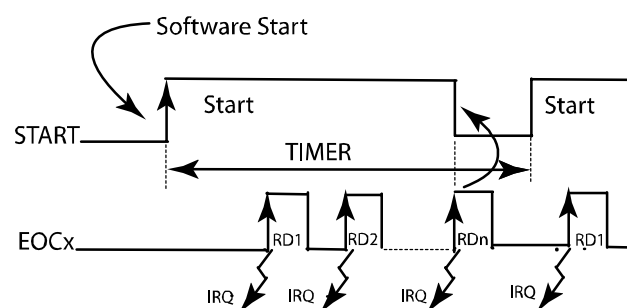 Software Start
Start Start
START
TIMER
EOCx RD1 RD2 RDn RD1
IRQ IRQ IRQ IRQ